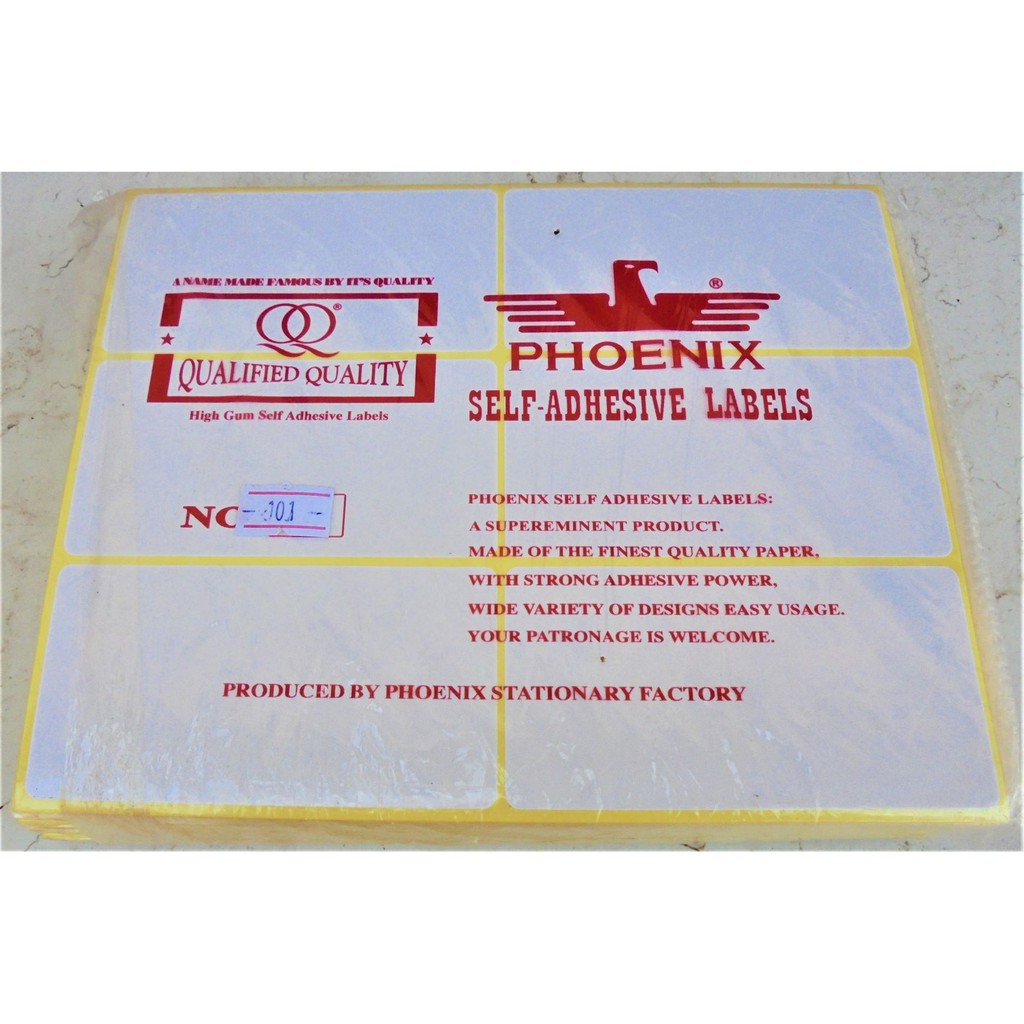 A NAME MADE FAMOUS BY IT'S QUALITY
QQ®
QUALIFIED QUALITY
High Gum Self Adhesive Labels
®
PHOENIX
SELF-ADHESIVE LABELS
NO
- 101 -
PHOENIX SELF ADHESIVE LABELS:
A SUPEREMINENT PRODUCT.
MADE OF THE FINEST QUALITY PAPER,
WITH STRONG ADHESIVE POWER,
WIDE VARIETY OF DESIGNS EASY USAGE.
YOUR PATRONAGE IS WELCOME.
PRODUCED BY PHOENIX STATIONARY FACTORY